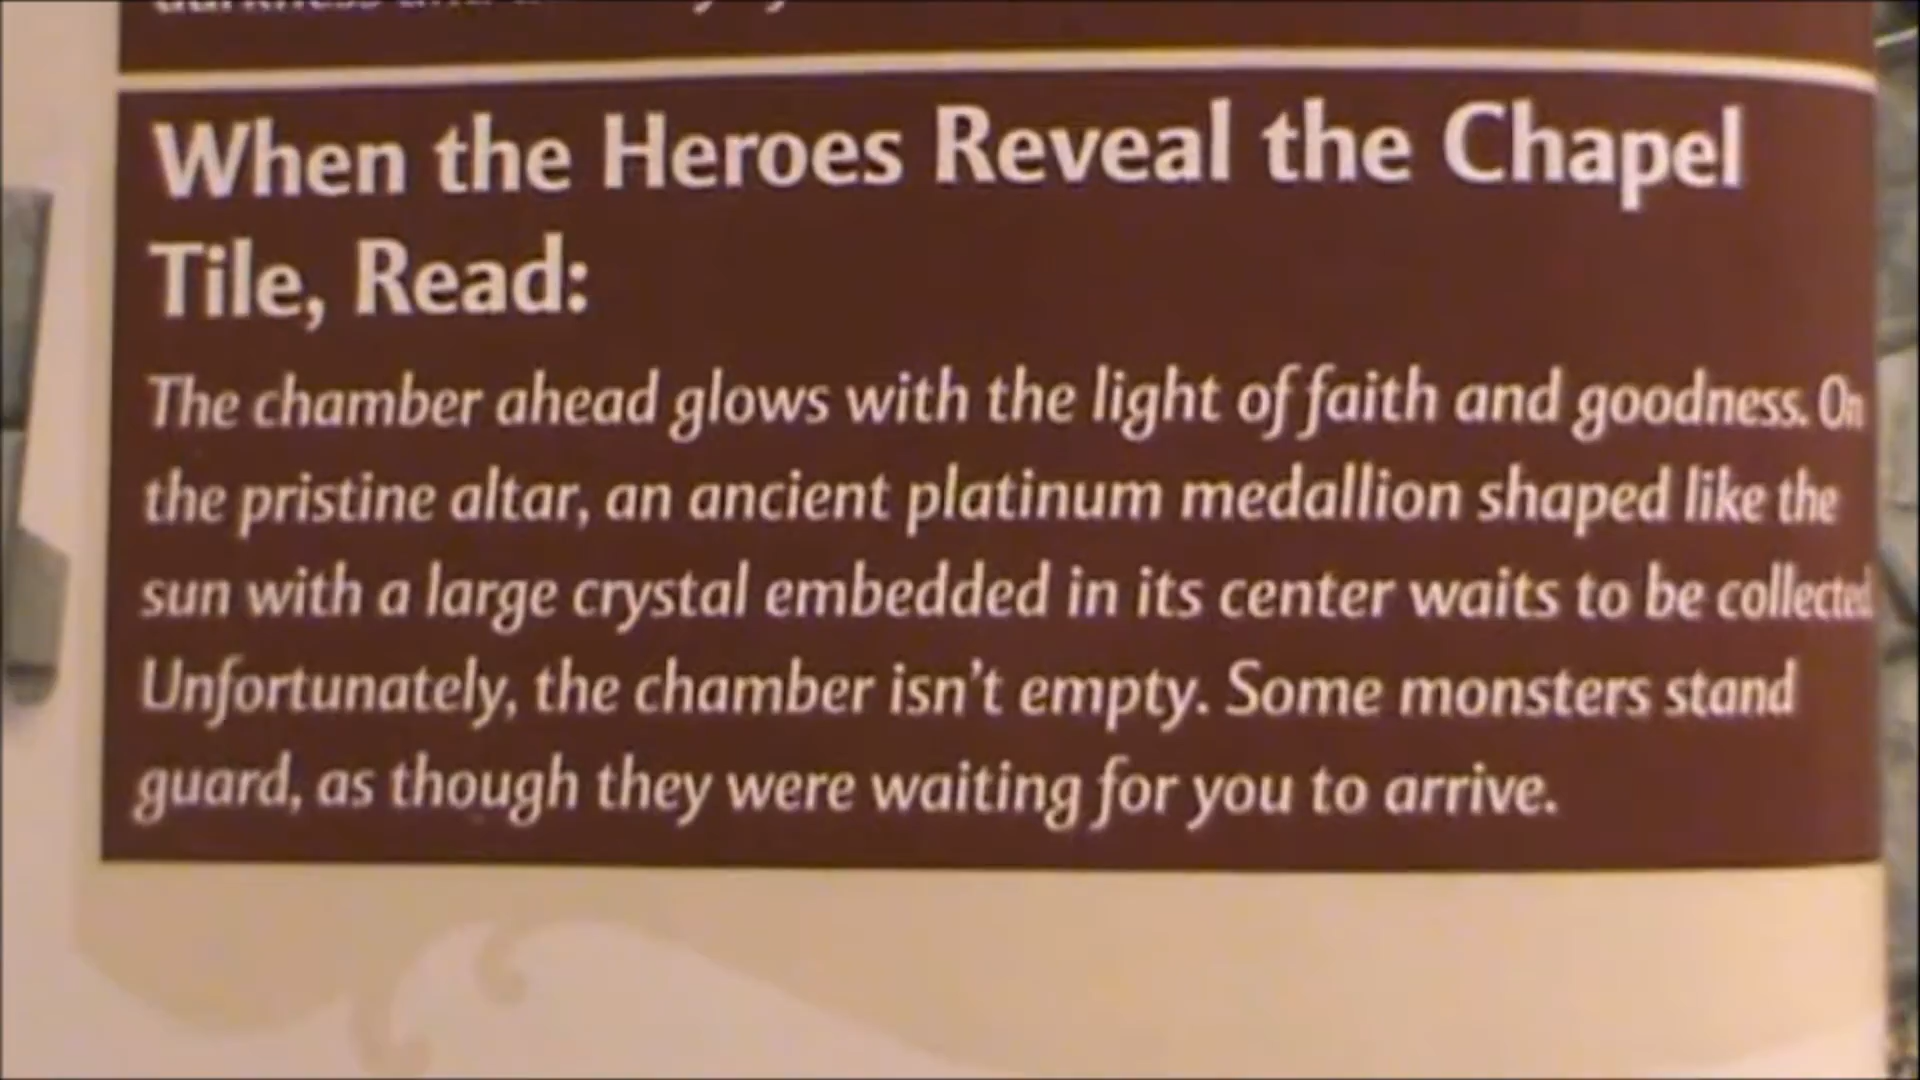 When the Heroes Reveal the Chapel
Tile, Read:
The chamber ahead glows with the light of faith and goodness. On
the pristine altar, an ancient platinum medallion shaped like the
sun with a large crystal embedded in its center waits to be collected.
Unfortunately, the chamber isn't empty. Some monsters stand
guard, as though they were waiting for you to arrive.